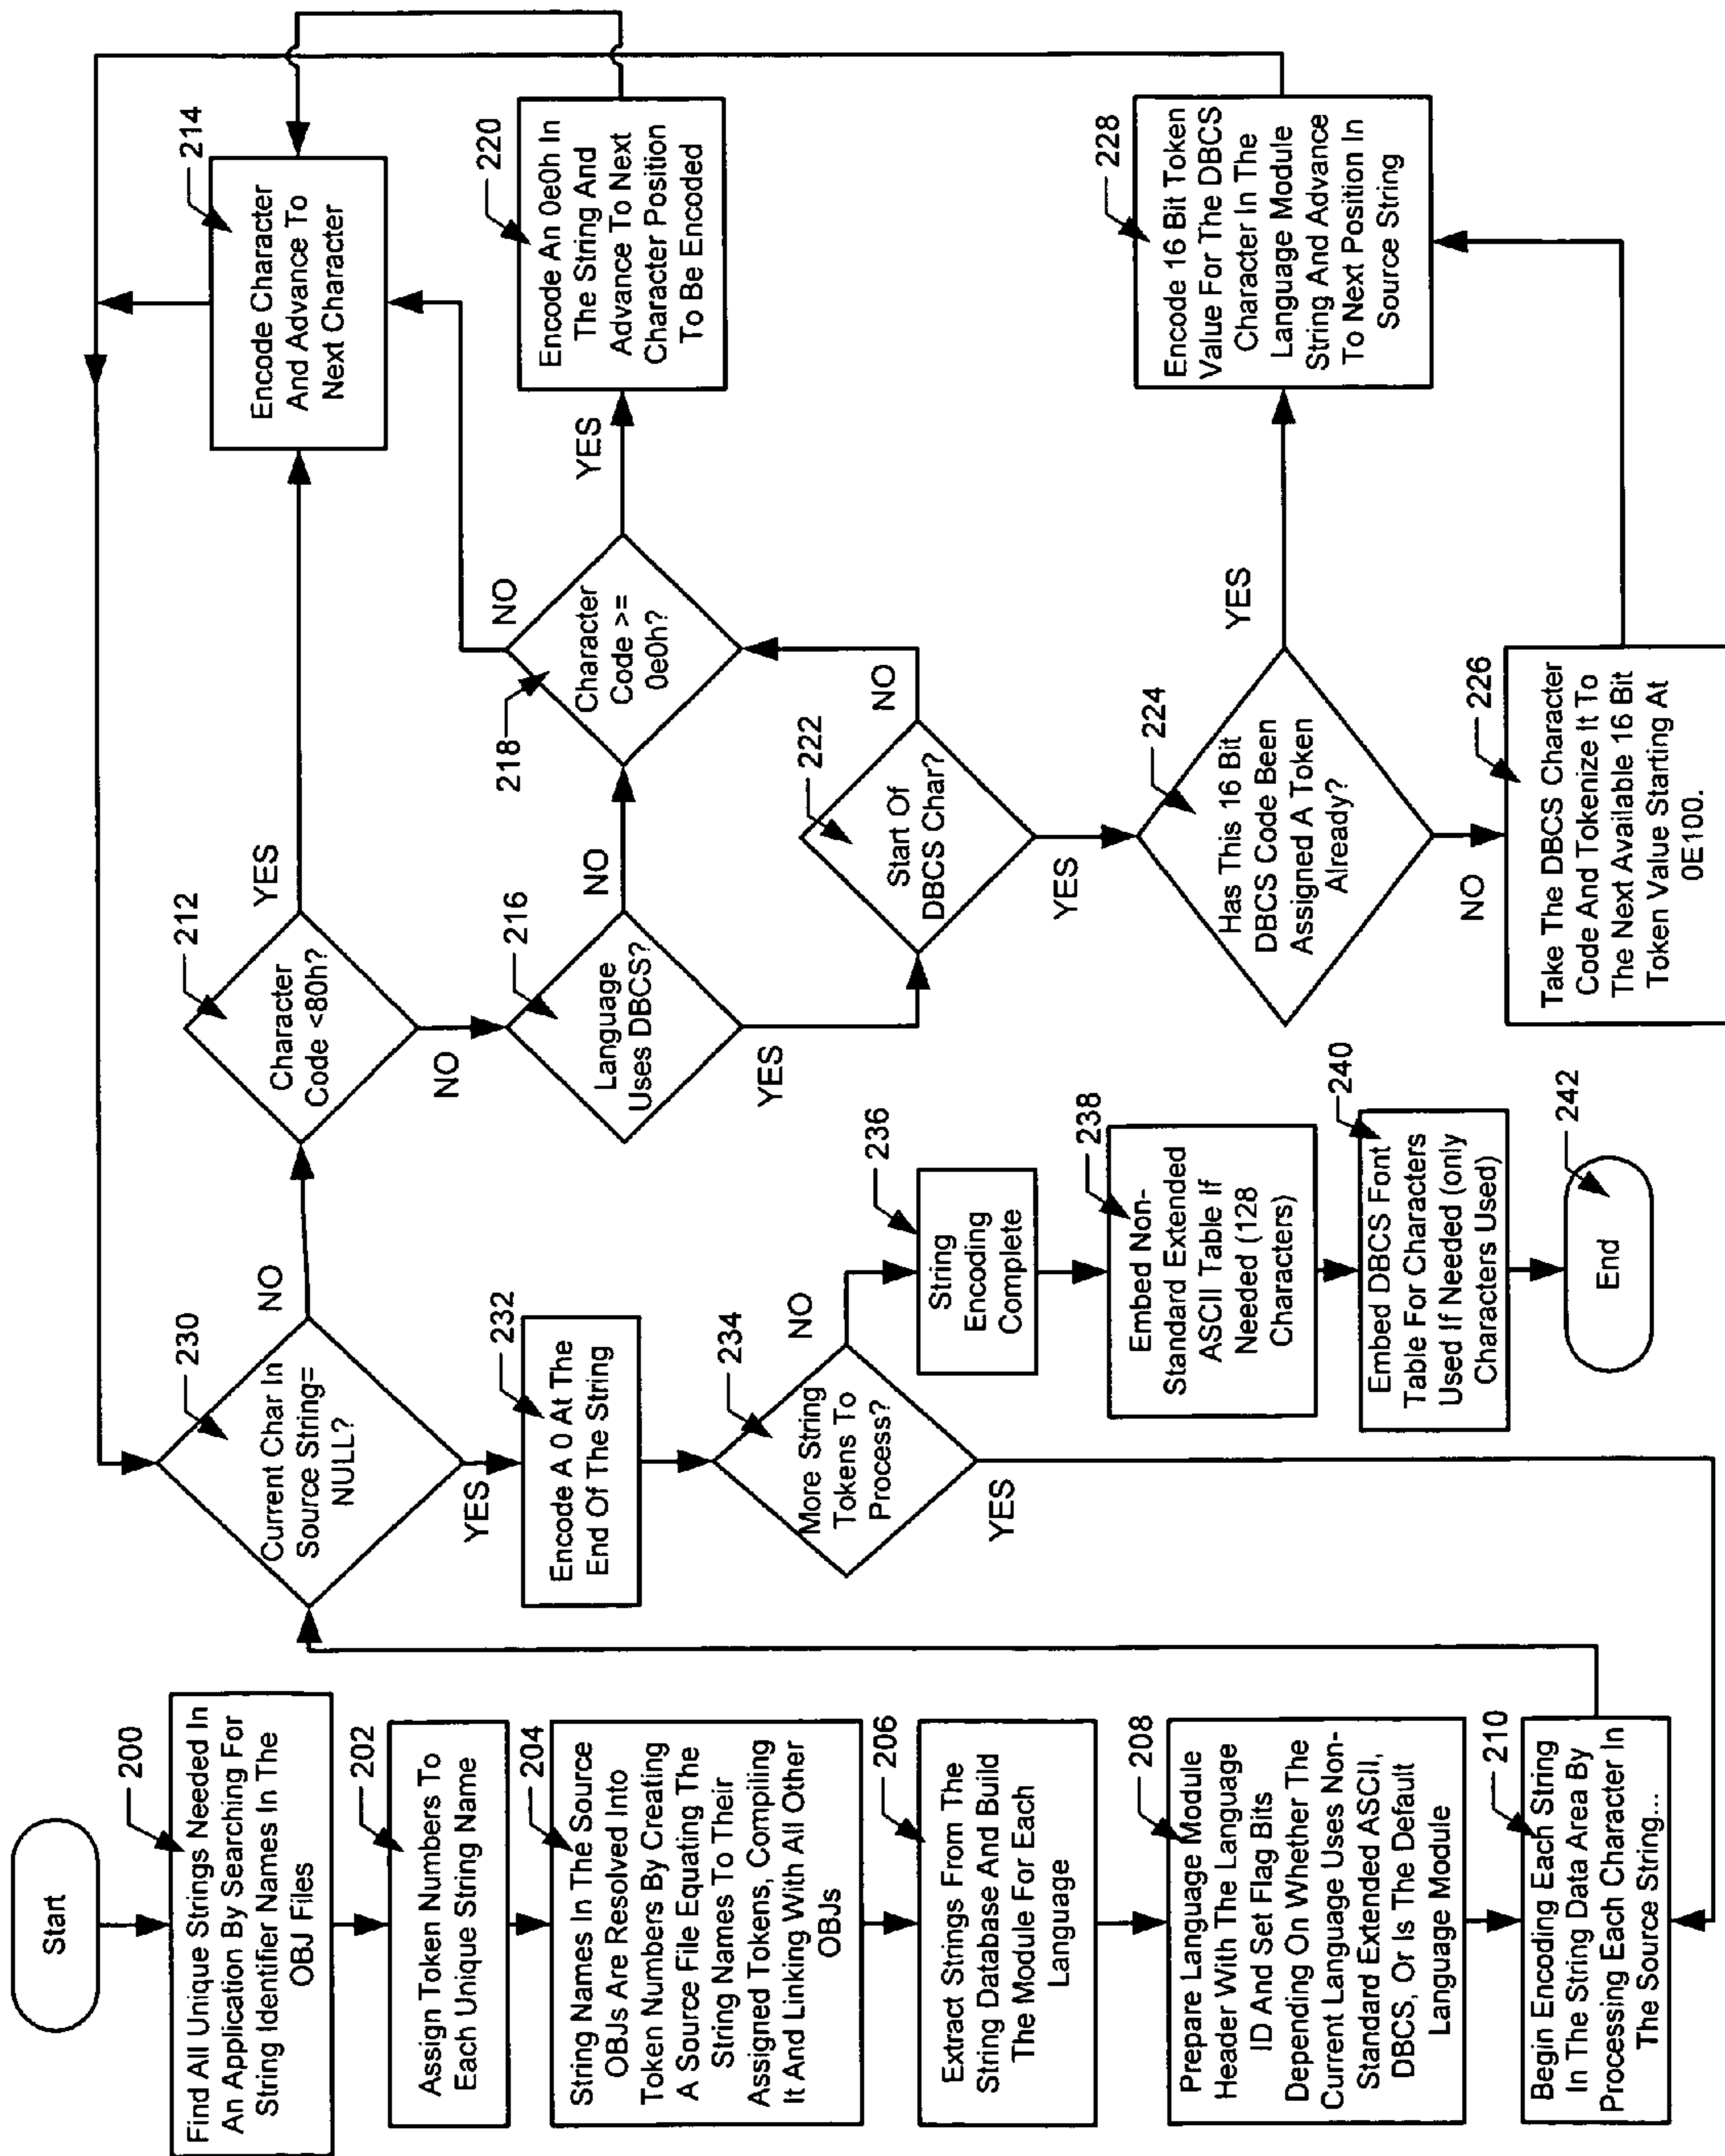 Start
200
Find All Unique Strings Needed In
An Application By Searching For
String Identifier Names In The
OBJ Files
202
Assign Token Numbers To
Each Unique String Name
204
String Names In The Source
OBJs Are Resolved Into
Token Numbers By Creating
A Source File Equating The
String Names To Their
Assigned Tokens, Compiling
It And Linking With All Other
OBJs
206
Extract Strings From The
String Database And Build
The Module For Each
Language
208
Prepare Language Module
Header With The Language
ID And Set Flag Bits
Depending On Whether The
Current Language Uses Non-
Standard Extended ASCII,
DBCS, Or Is The Default
Language Module
210
Begin Encoding Each String
In The String Data Area By
Processing Each Character In
The Source String...
230
Current Char In
Source String=
NULL?
NO
YES
232
Encode A 0 At The
End Of The String
234
More String
Tokens To
Process?
NO
YES
236
String
Encoding
Complete
238
Embed Non-
Standard Extended
ASCII Table If
Needed (128
Characters)
240
Embed DBCS Font
Table For Characters
Used If Needed (only
Characters Used)
242
End
212
Character
Code <80h?
YES
NO
214
Encode Character
And Advance To
Next Character
216
Language
Uses DBCS?
NO
YES
218
Character
Code >=
0e0h?
NO
YES
220
Encode An 0e0h In
The String And
Advance To Next
Character Position
To Be Encoded
222
Start Of
DBCS Char?
NO
YES
224
Has This 16 Bit
DBCS Code Been
Assigned A Token
Already?
YES
NO
226
Take The DBCS Character
Code And Tokenize It To
The Next Available 16 Bit
Token Value Starting At
0E100.
228
Encode 16 Bit Token
Value For The DBCS
Character In The
Language Module
String And Advance
To Next Position In
Source String